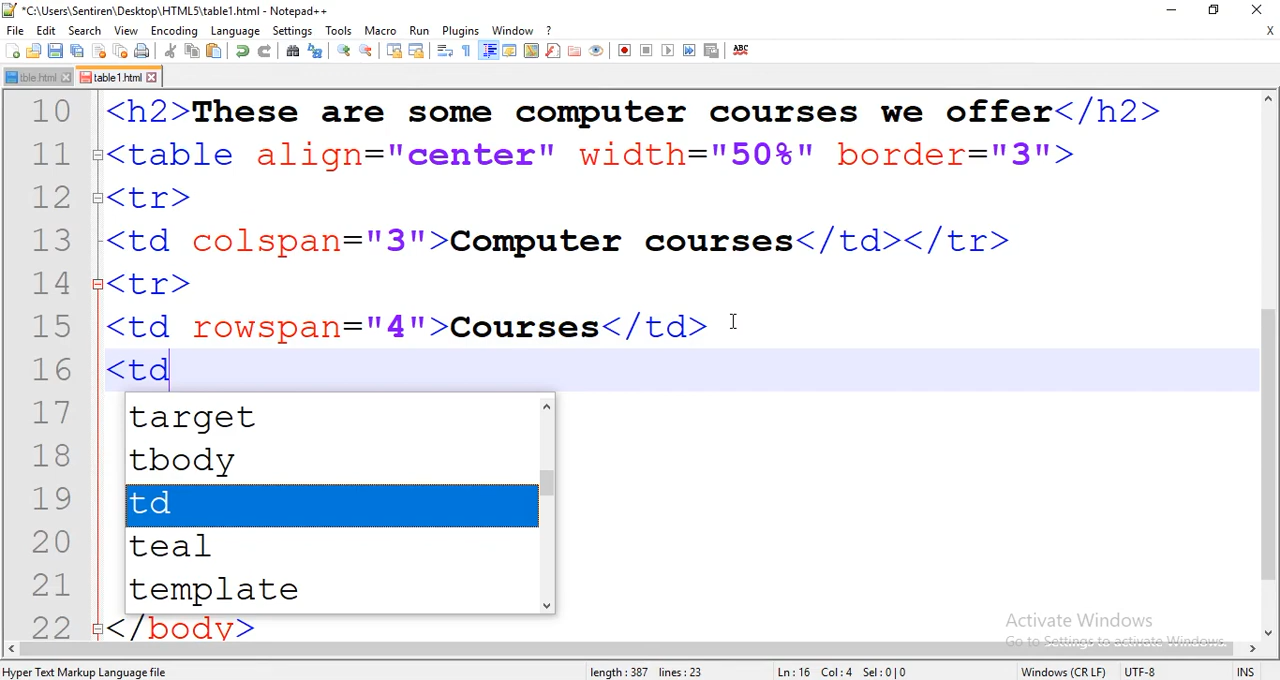 *C:\Users\Sentiren\Desktop\HTML5\table1.html - Notepad++
File Edit Search View Encoding Language Settings Tools Macro Run Plugins Window ? X
ABC
tble.html table1.html
10 <h2>These are some computer courses we offer</h2>
11 <table align="center" width="50%" border="3">
12 <tr>
13 <td colspan="3">Computer courses</td></tr>
14 <tr>
15 <td rowspan="4">Courses</td>
16 <td
17 target
18 tbody
19 td
20 teal
21 template
22 </body>
Activate Windows
Go to Settings to activate Windows.
Hyper Text Markup Language file length : 387 lines : 23 Ln : 16 Col : 4 Sel : 0 | 0 Windows (CR LF) UTF-8 INS